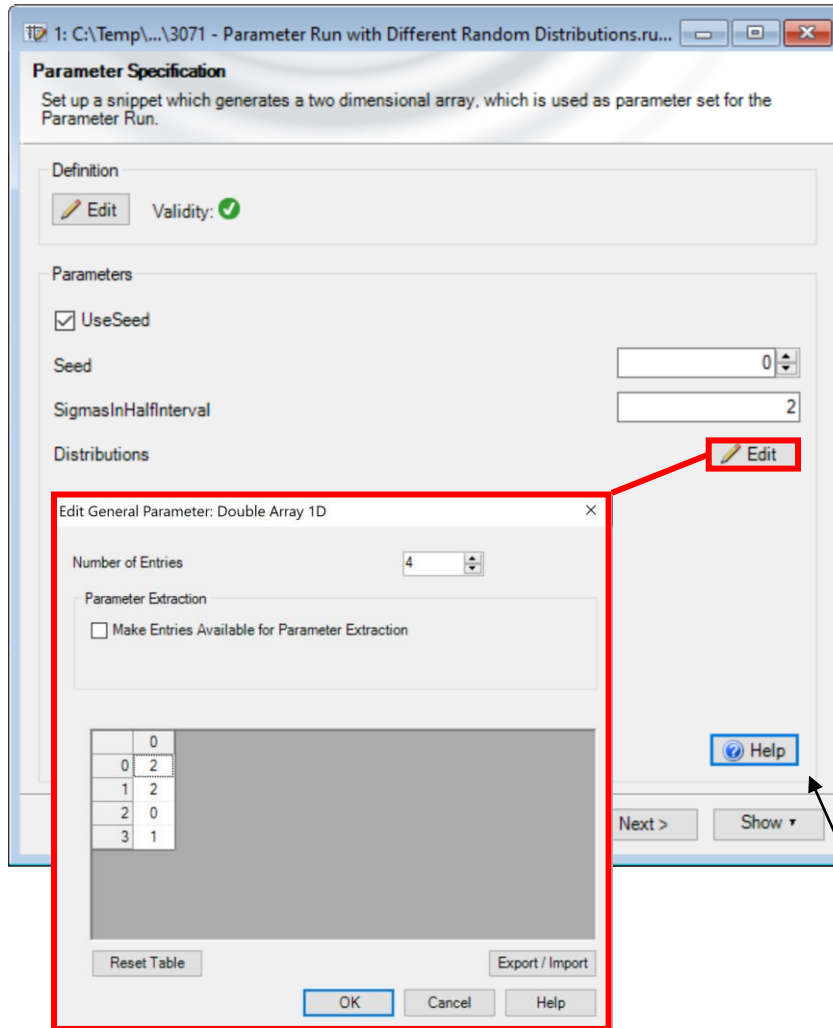 1: C:\Temp\...\3071 - Parameter Run with Different Random Distributions.ru...
Parameter Specification
Set up a snippet which generates a two dimensional array, which is used as parameter set for the
Parameter Run.
Definition
Edit Validity:
Parameters
UseSeed
Seed 0
SigmasInHalfInterval 2
Distributions Edit
Edit General Parameter: Double Array 1D
Number of Entries 4
Parameter Extraction
Make Entries Available for Parameter Extraction
0
0 2
1 2
2 0
3 1
Help
Next > Show
Reset Table Export / Import
OK Cancel Help